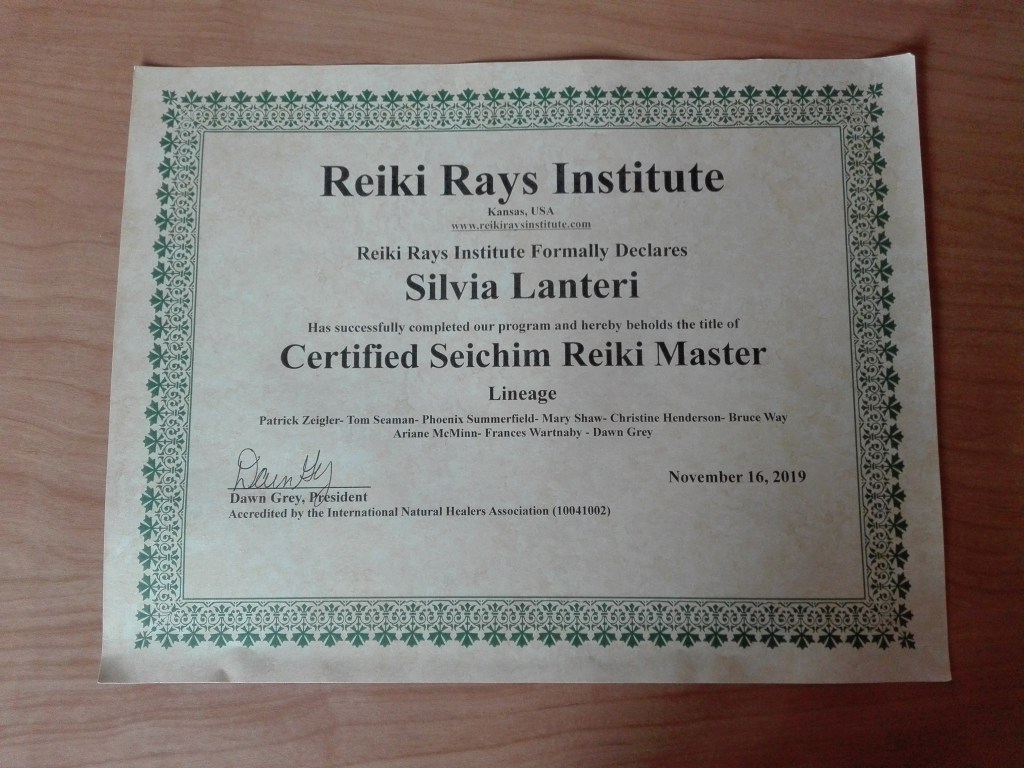 Reiki Rays Institute
Kansas, USA
www.reikiraysinstitute.com
Reiki Rays Institute Formally Declares
Silvia Lanteri
Has successfully completed our program and hereby beholds the title of
Certified Seichim Reiki Master
Lineage
Patrick Zeigler- Tom Seaman- Phoenix Summerfield- Mary Shaw- Christine Henderson- Bruce Way
Ariane McMinn- Frances Wartnaby - Dawn Grey
Dawn Grey
November 16, 2019
Dawn Grey, President
Accredited by the International Natural Healers Association (10041002)